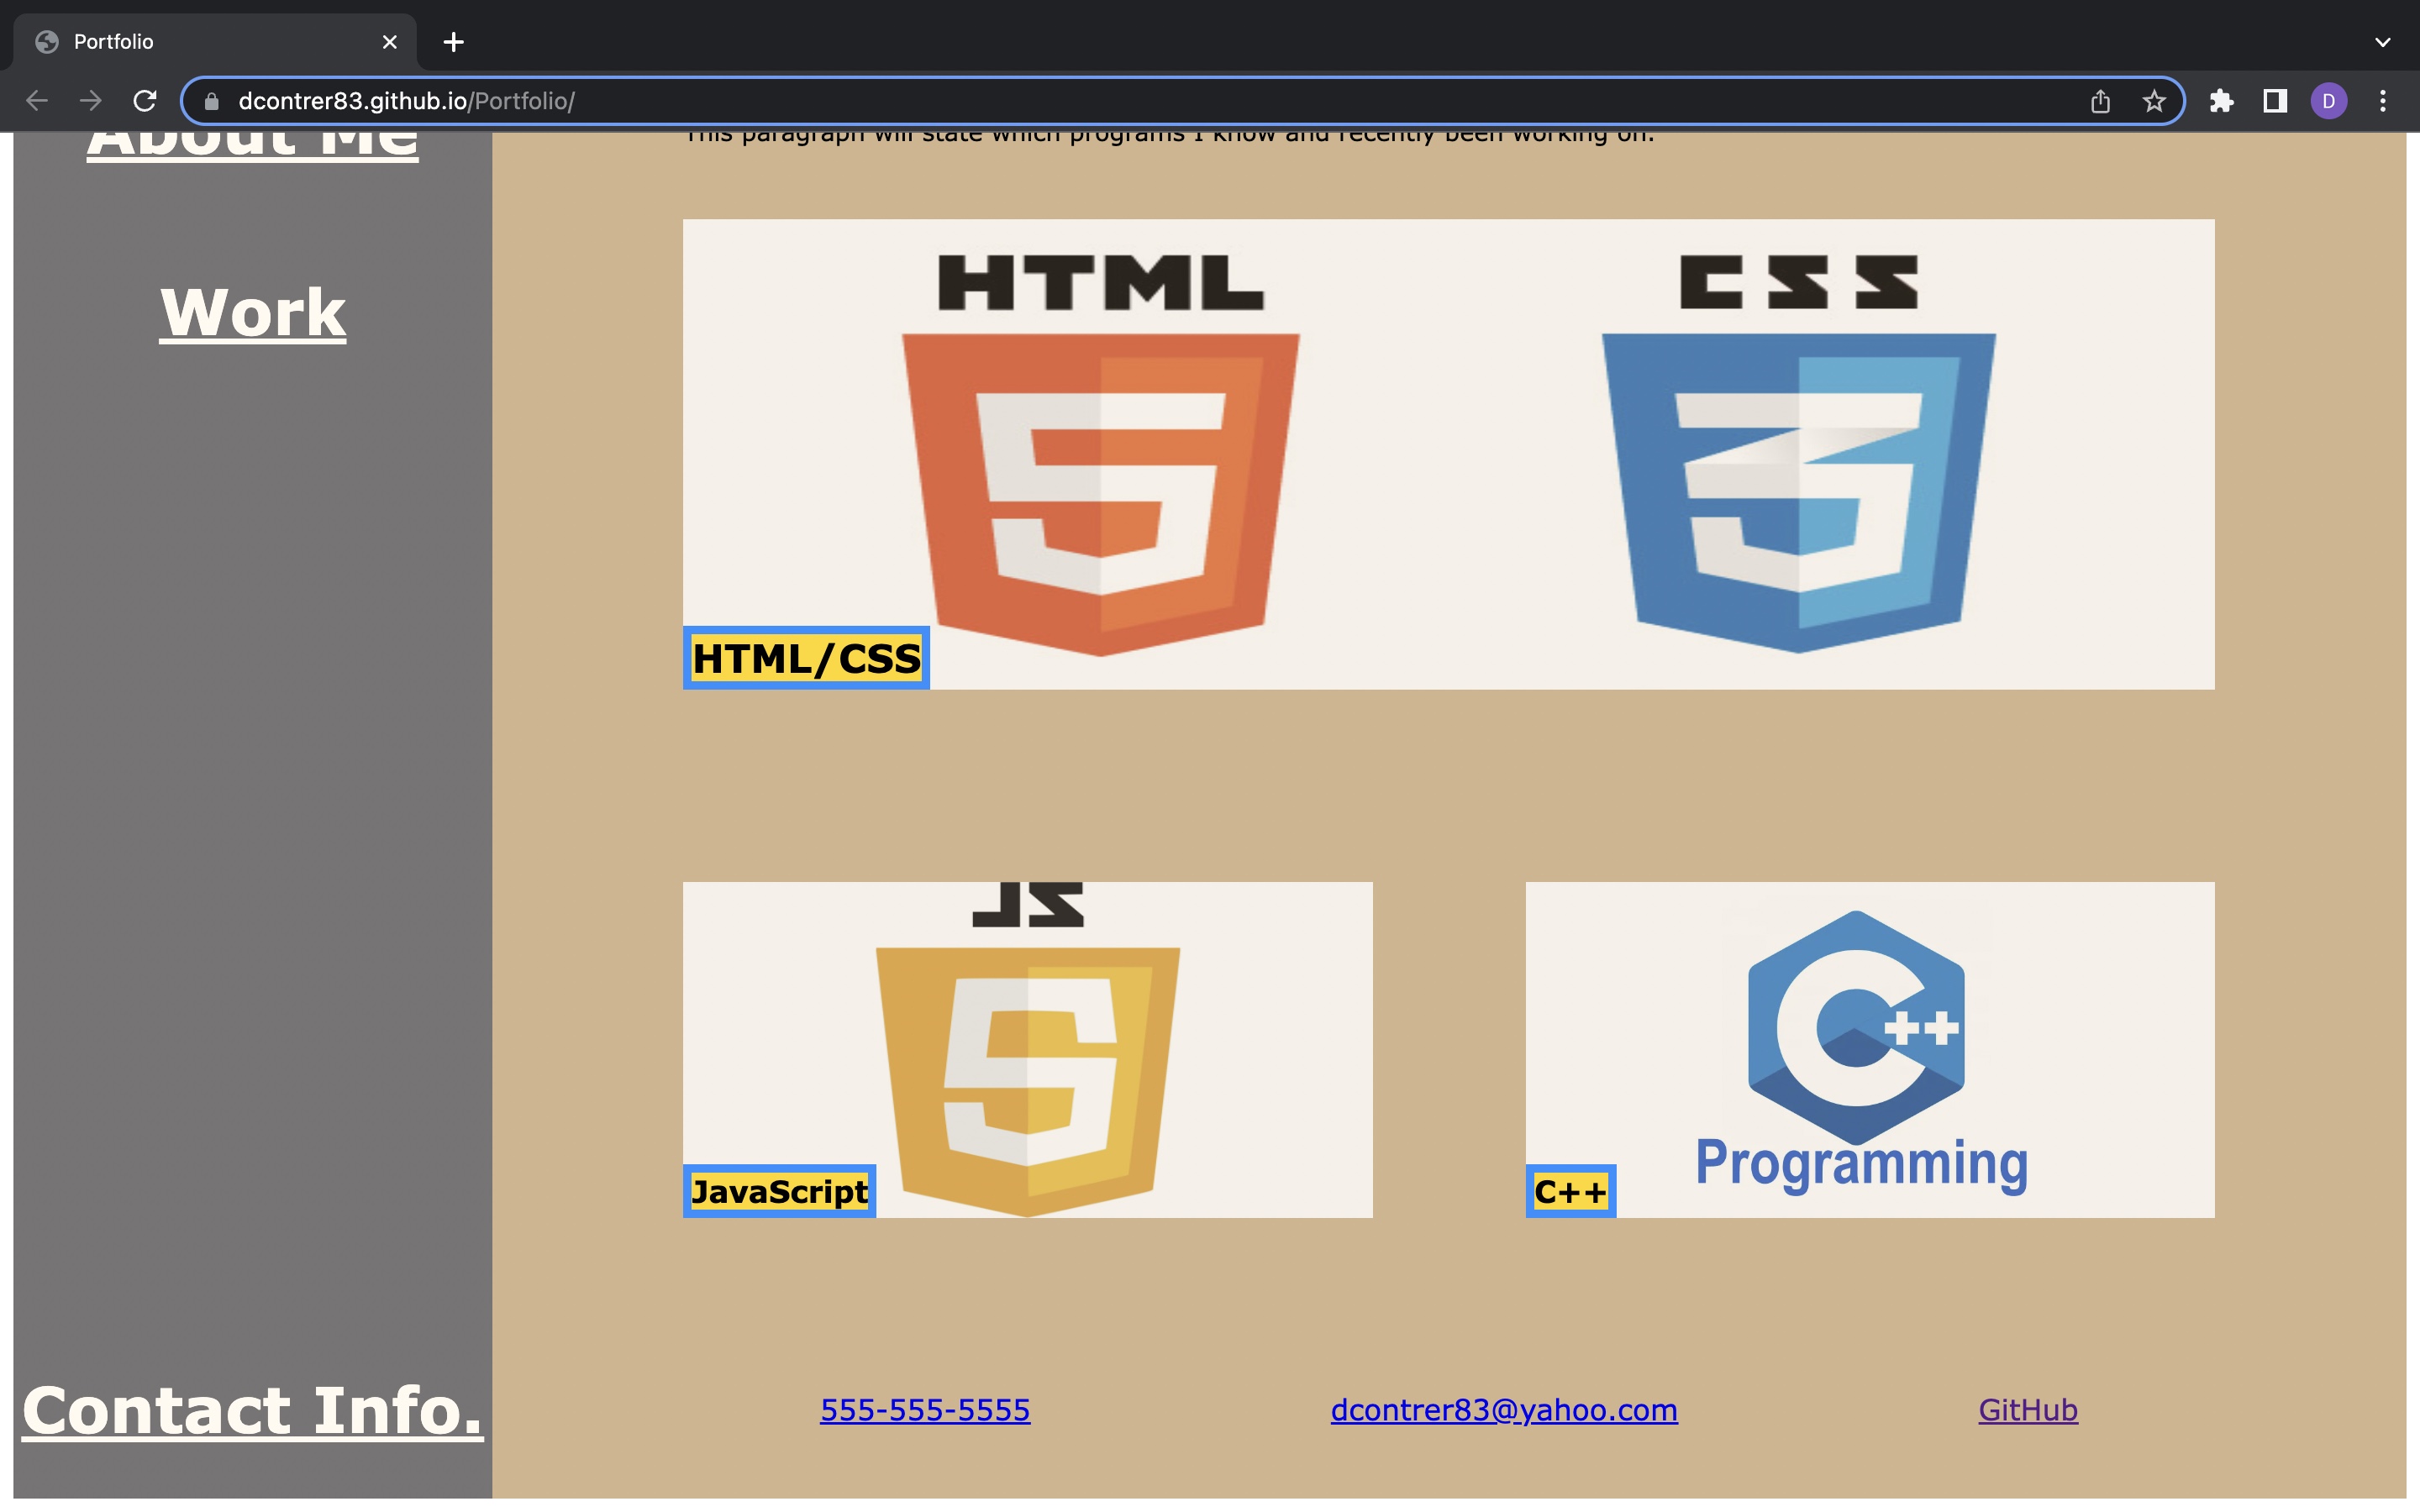 Portfolio
dcontrer83.github.io/Portfolio/
D
About Me
This paragraph will state which programs I know and recently been working on.
Work
HTML CSS
HTML/CSS
JS
JavaScript
C++
Programming
C++
Contact Info.
555-555-5555
dcontrer83@yahoo.com
GitHub